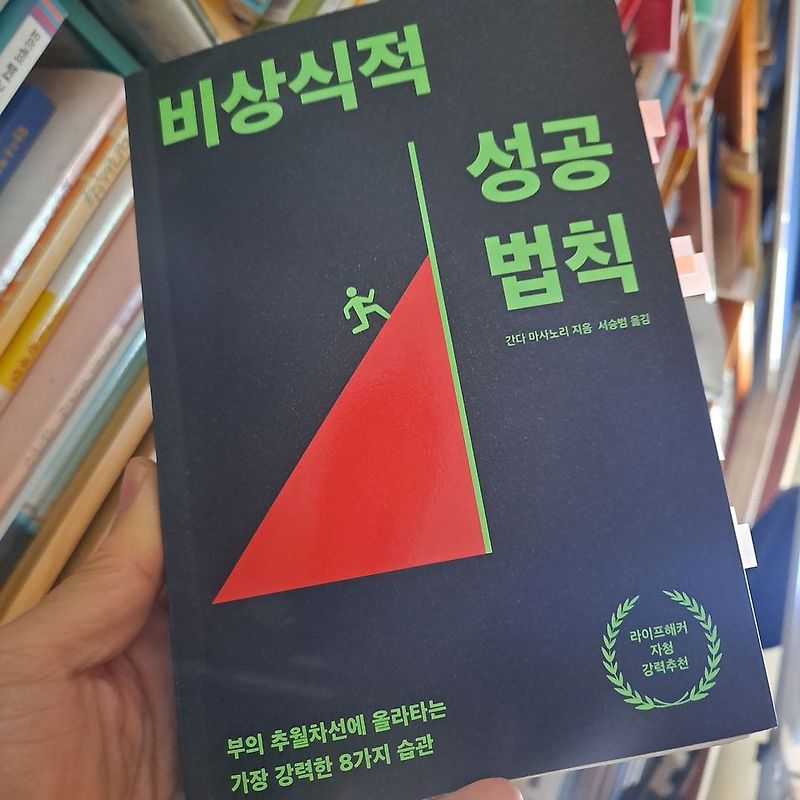 비상식적
성공
법칙
간다 마사노리 지음 서승범 옮김
라이프해커
자청
강력추천
부의 추월차선에 올라타는
가장 강력한 8가지 습관